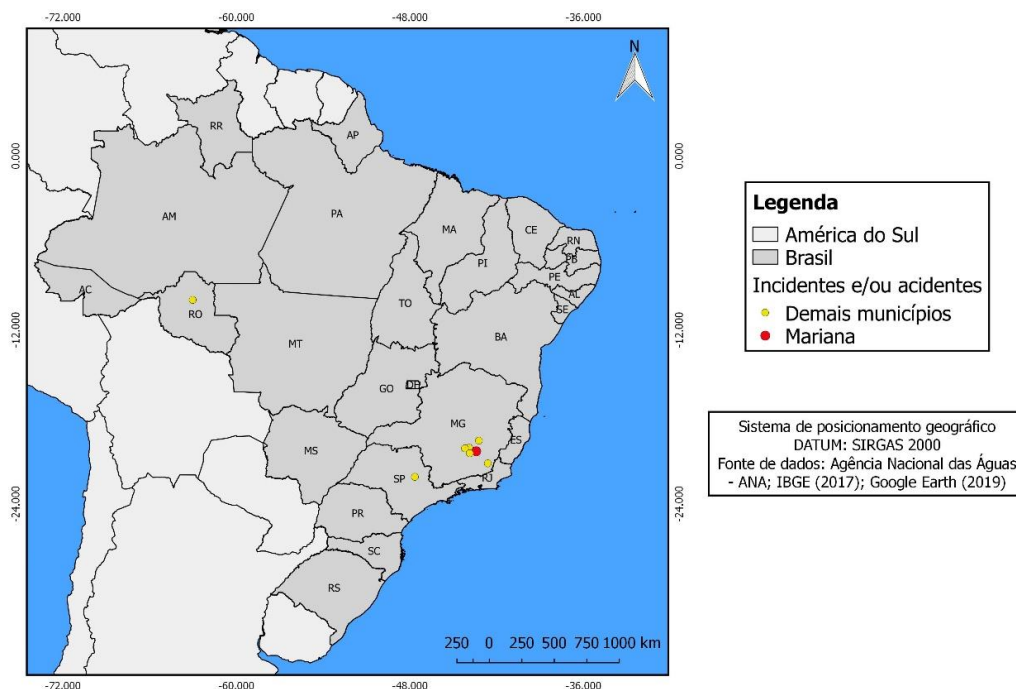 -72.000 -60.000 -48.000 -36.000
N
0.000 0.000
RR
AP
AM
PA
MA
CE
RN
PB
PI
PE
AC
AL
SE
TO
RO
-12.000 -12.000
BA
MT
GO
DF
MG
ES
MS
SP
RJ
-24.000 -24.000
PR
SC
RS
250 0 250 500 750 1000 km
-72.000 -60.000 -48.000 -36.000
Legenda
América do Sul
Brasil
Incidentes e/ou acidentes
Demais municípios
Mariana
Sistema de posicionamento geográfico
DATUM: SIRGAS 2000
Fonte de dados: Agência Nacional das Águas
- ANA; IBGE (2017); Google Earth (2019)